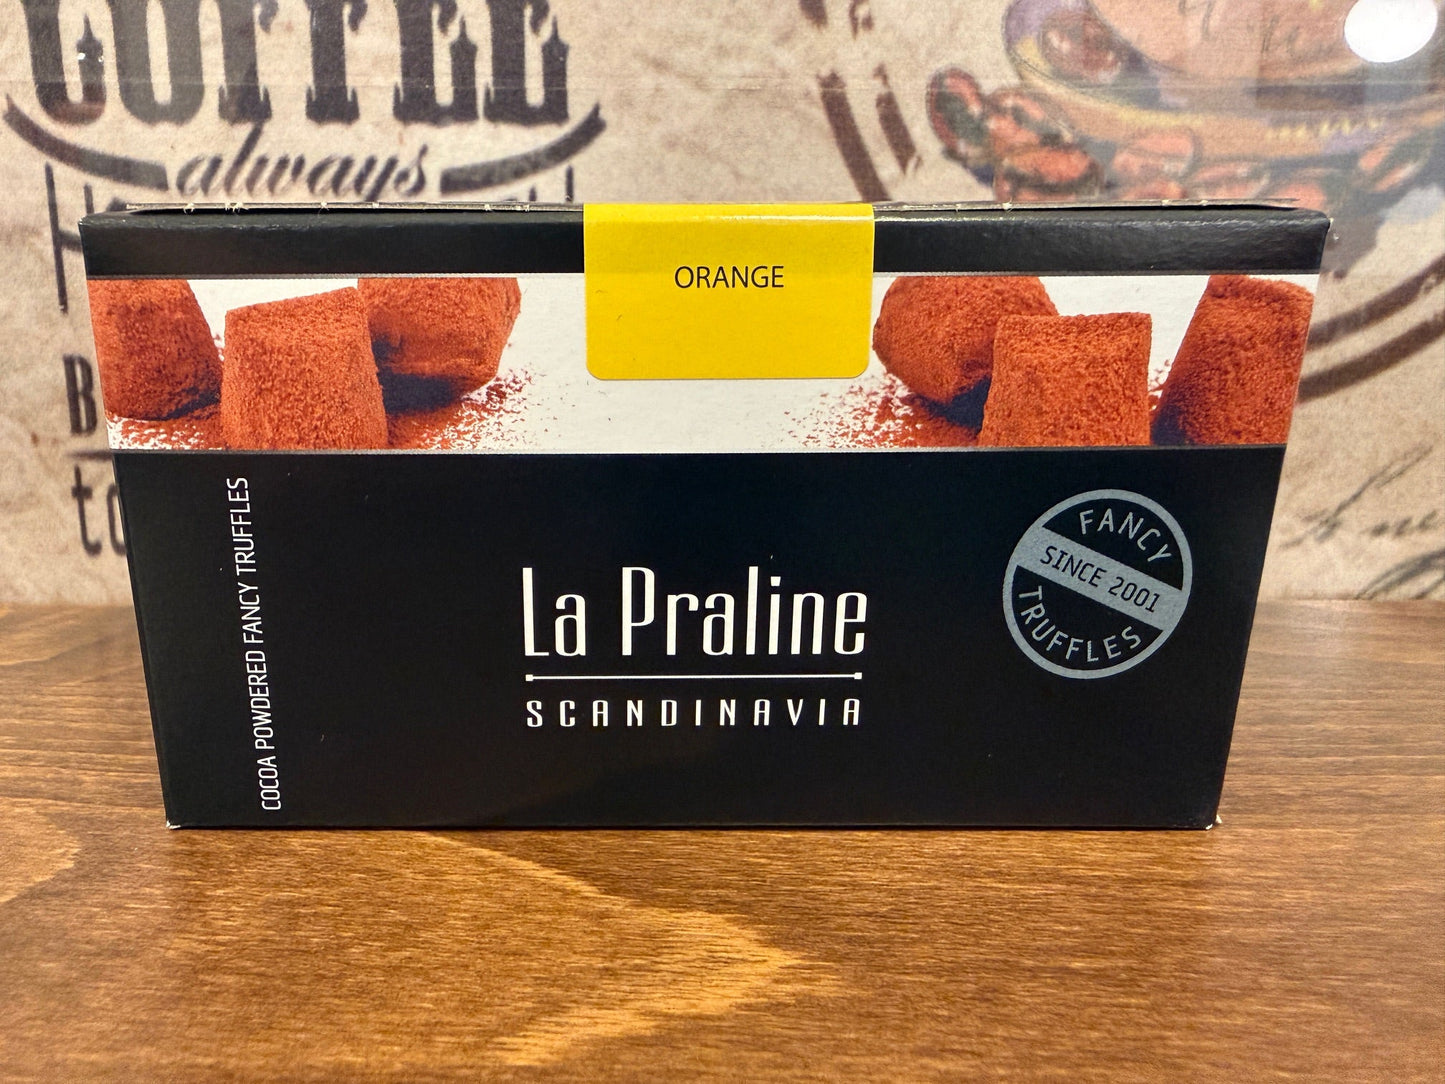 COFFEE
always
ORANGE
COCOA POWDERED FANCY TRUFFLES
La Praline
SCANDINAVIA
FANCY
SINCE 2001
TRUFFLES